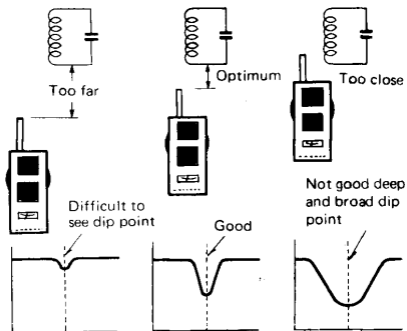 Too far
Optimum
Too close
Difficult to
see dip point
Good
Not good deep
and broad dip
point